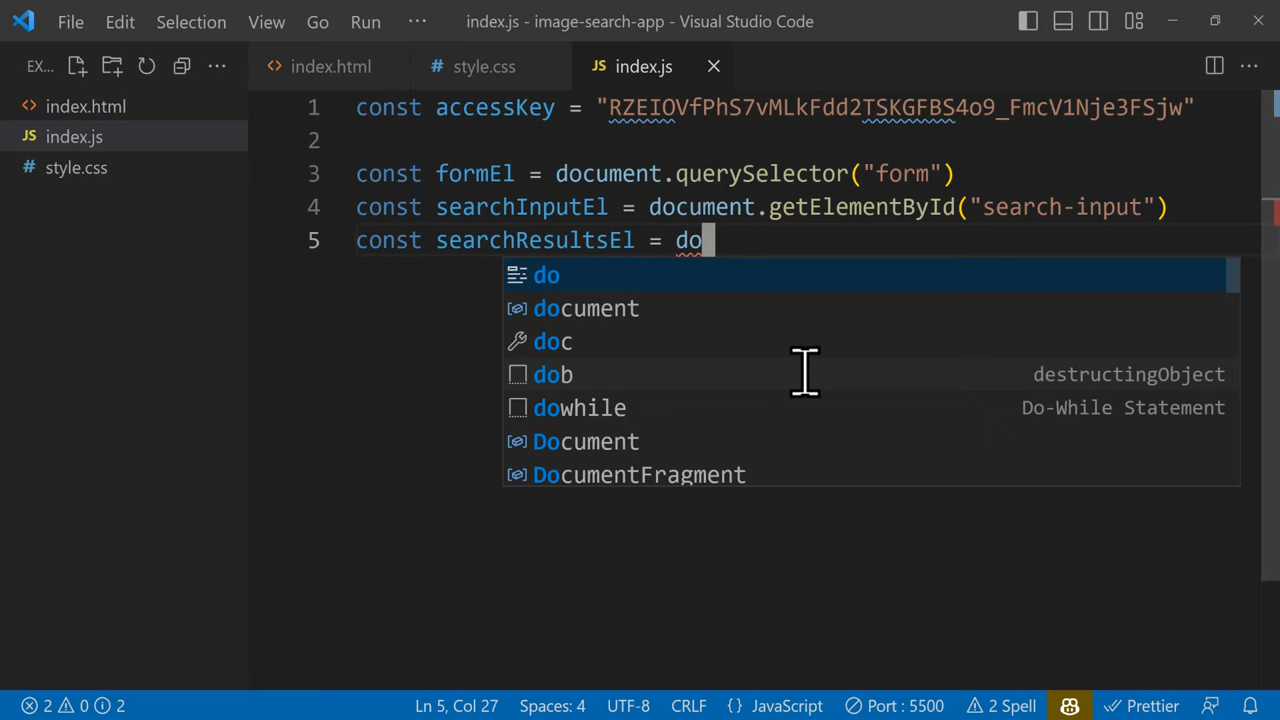 File Edit Selection View Go Run ··· index.js - image-search-app - Visual Studio Code
EX... ··· <> index.html # style.css JS index.js ···
<> index.html
JS index.js
# style.css
1 const accessKey = "RZEIOVfPhS7vMLkFdd2TSKGFBS4o9_FmcV1Nje3FSjw"
2
3 const formEl = document.querySelector("form")
4 const searchInputEl = document.getElementById("search-input")
5 const searchResultsEl = do
do
document
doc
dob destructingObject
dowhile Do-While Statement
Document
DocumentFragment
2 0 2 Ln 5, Col 27 Spaces: 4 UTF-8 CRLF {} JavaScript Port : 5500 2 Spell Prettier